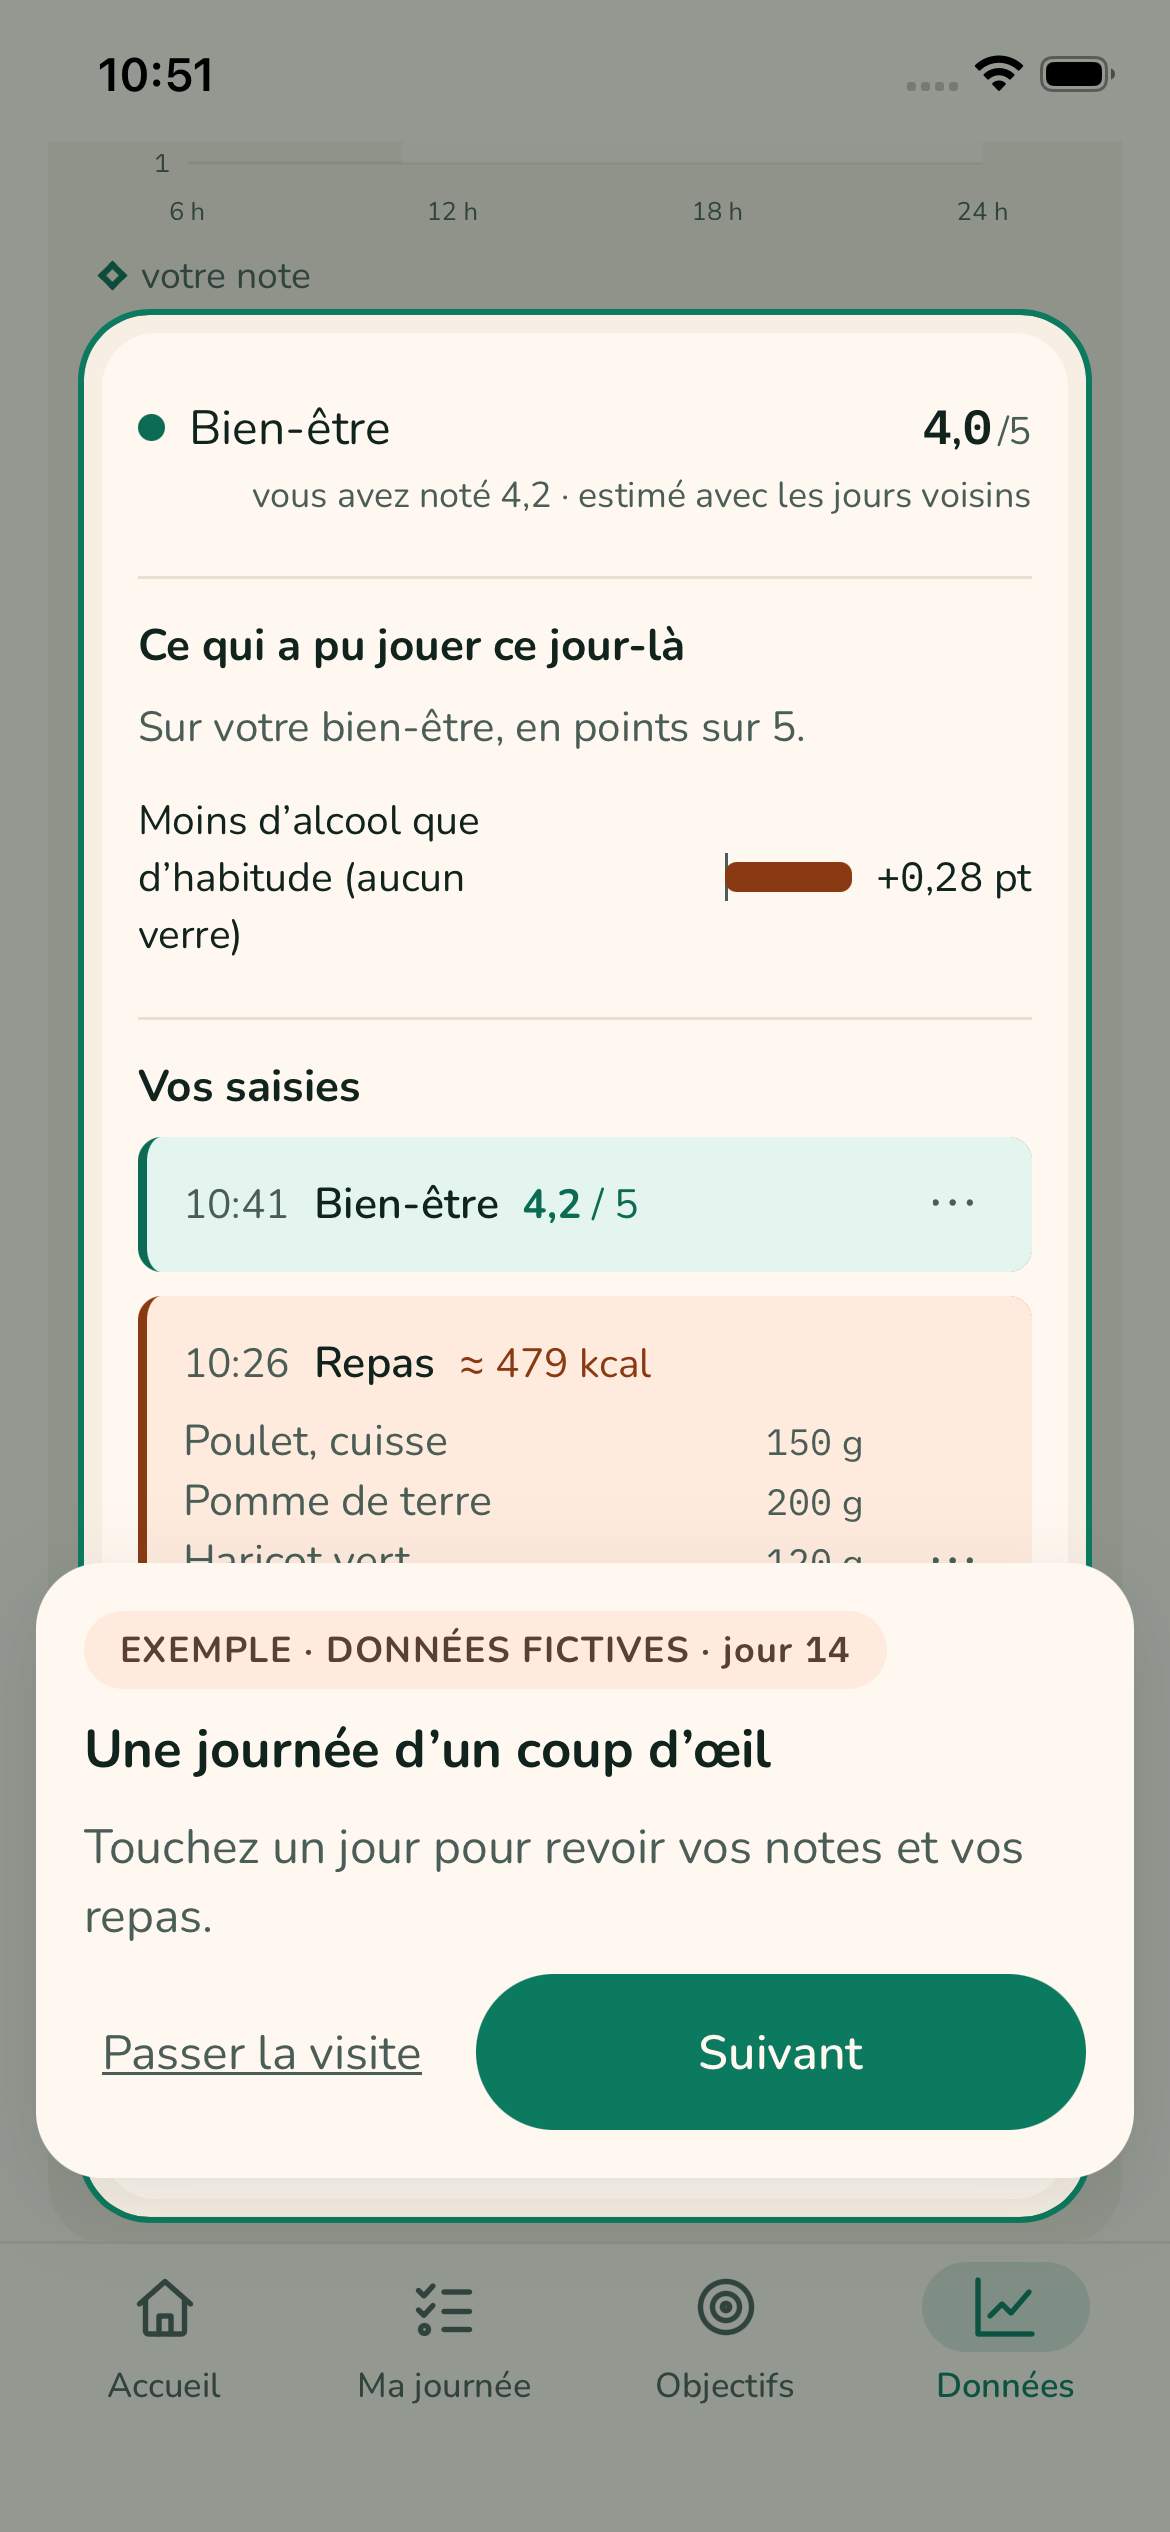 10:51
1
6 h 12 h 18 h 24 h
votre note
Bien-être 4,0 /5
vous avez noté 4,2 · estimé avec les jours voisins
Ce qui a pu jouer ce jour-là
Sur votre bien-être, en points sur 5.
Moins d’alcool que
d’habitude (aucun
verre)
+0,28 pt
Vos saisies
10:41 Bien-être 4,2 / 5
10:26 Repas ≈ 479 kcal
Poulet, cuisse 150 g
Pomme de terre 200 g
Haricot vert 120 g
EXEMPLE · DONNÉES FICTIVES · jour 14
Une journée d’un coup d’œil
Touchez un jour pour revoir vos notes et vos
repas.
Passer la visite
Suivant
Accueil Ma journée Objectifs Données